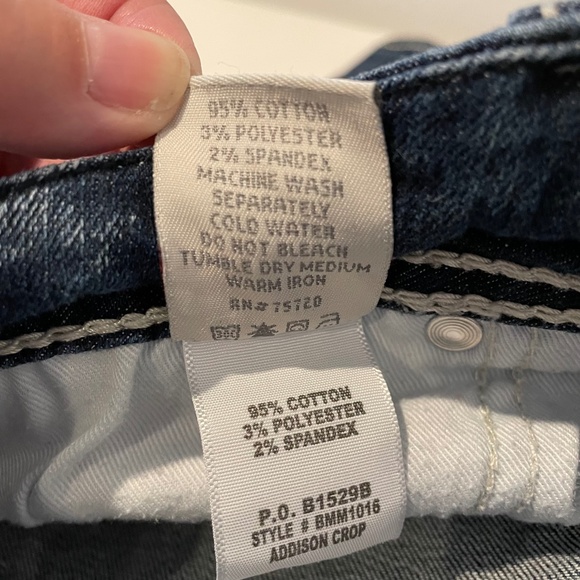 95% COTTON
3% POLYESTER
2% SPANDEX
MACHINE WASH
SEPARATELY
COLD WATER
DO NOT BLEACH
TUMBLE DRY MEDIUM
WARM IRON
RN# 75720
95% COTTON
3% POLYESTER
2% SPANDEX
P.O. B1529B
STYLE # BMM1016
ADDISON CROP